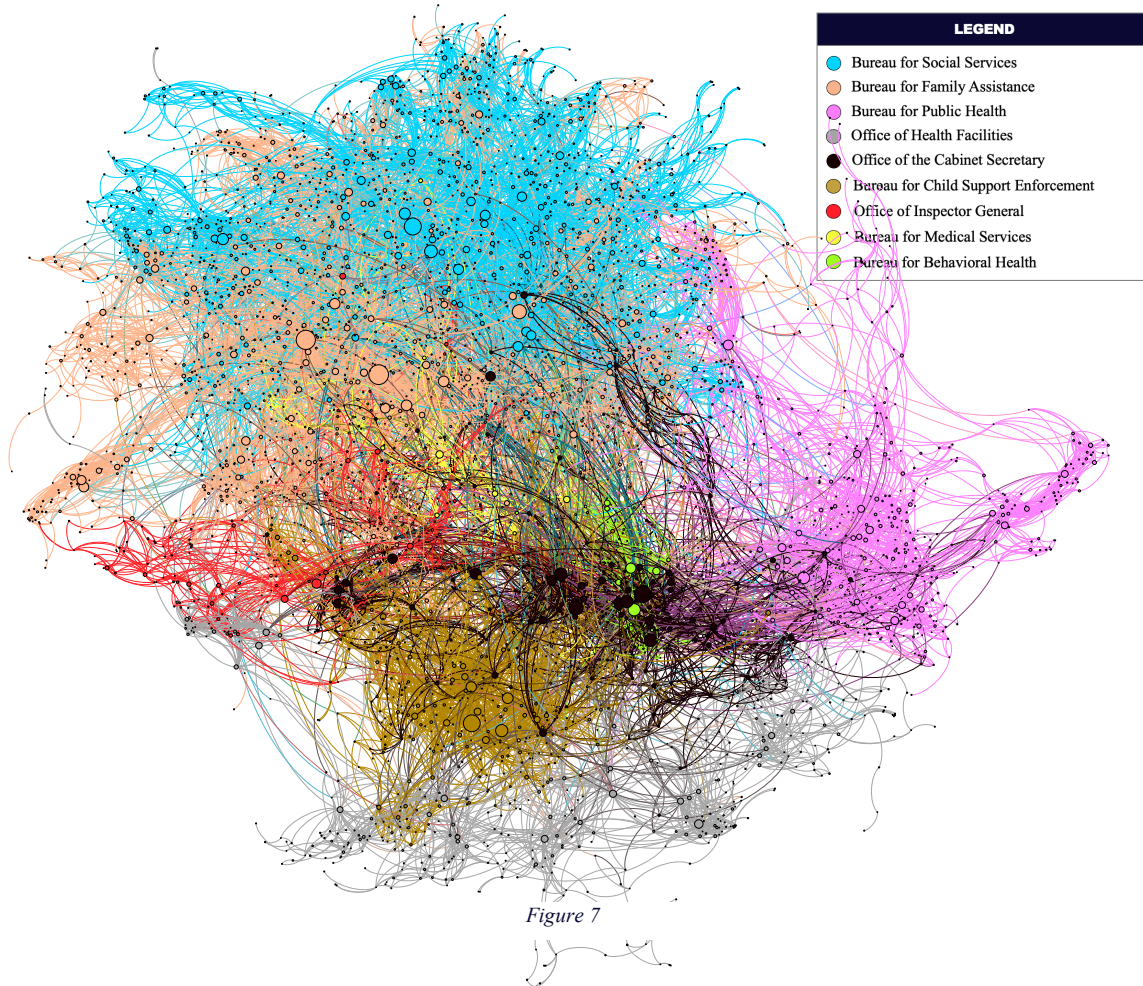 LEGEND
Bureau for Social Services
Bureau for Family Assistance
Bureau for Public Health
Office of Health Facilities
Office of the Cabinet Secretary
Bureau for Child Support Enforcement
Office of Inspector General
Bureau for Medical Services
Bureau for Behavioral Health
Figure 7